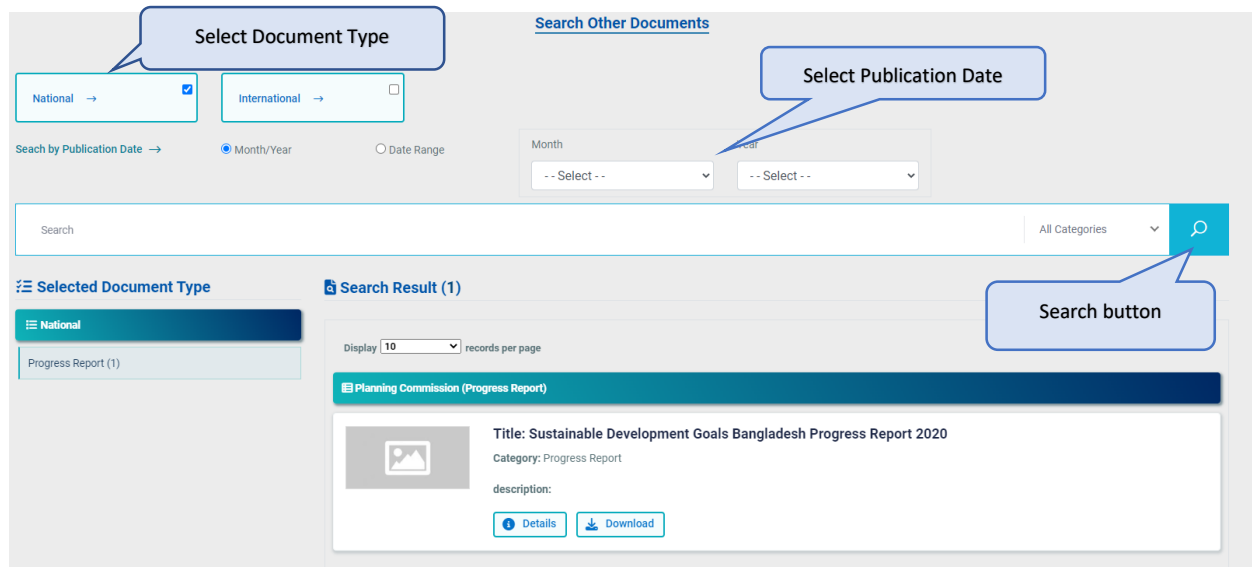 Search Other Documents
Select Document Type
Select Publication Date
National →
International →
Seach by Publication Date →
Month/Year
Date Range
Month
Year
- - Select - -
- - Select - -
Search
All Categories
Search button
Selected Document Type
Search Result (1)
National
Progress Report (1)
Display 10 records per page
Planning Commission (Progress Report)
Title: Sustainable Development Goals Bangladesh Progress Report 2020
Category: Progress Report
description:
Details
Download